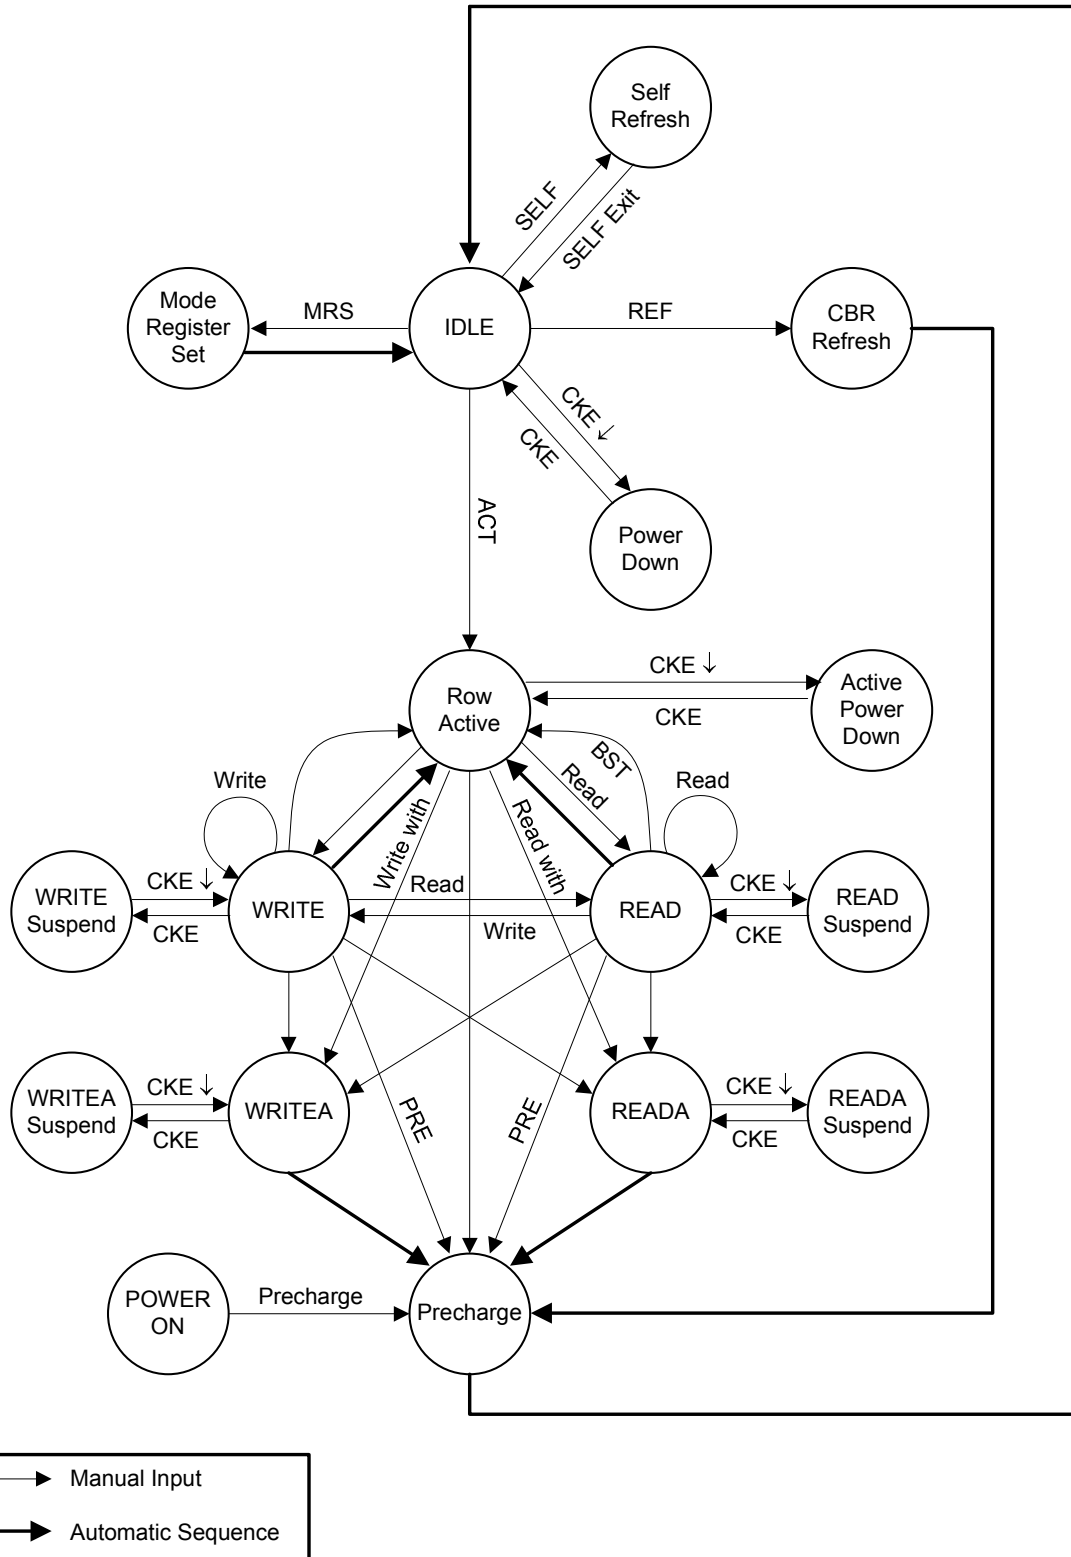 Self
Refresh
SELF
SELF Exit
Mode
Register
Set
MRS
IDLE
REF
CBR
Refresh
CKE ↓
CKE
ACT
Power
Down
Row
Active
CKE ↓
CKE
Active
Power
Down
Write
BST
Read
Read
Write with
Read with
WRITE
Suspend
CKE ↓
CKE
WRITE
Read
Write
READ
CKE ↓
CKE
READ
Suspend
WRITEA
Suspend
CKE ↓
CKE
WRITEA
PRE
PRE
READA
CKE ↓
CKE
READA
Suspend
POWER
ON
Precharge
Precharge
Manual Input
Automatic Sequence